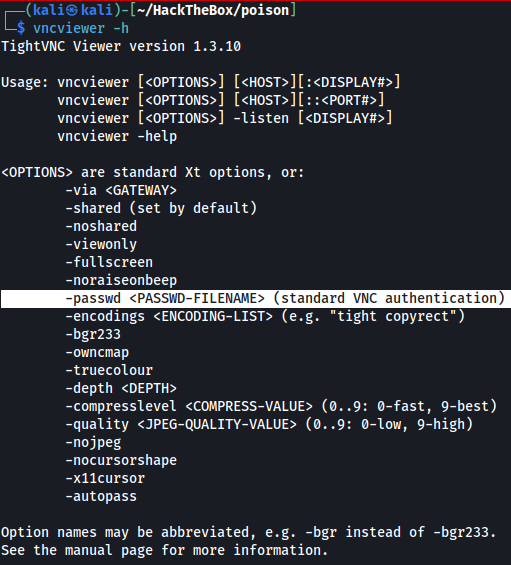 ┌──(kali㉿kali)-[~/HackTheBox/poison]
└─$ vncviewer -h
TightVNC Viewer version 1.3.10

Usage: vncviewer [<OPTIONS>] [<HOST>][:<DISPLAY#>]
       vncviewer [<OPTIONS>] [<HOST>][::<PORT#>]
       vncviewer [<OPTIONS>] -listen [<DISPLAY#>]
       vncviewer -help

<OPTIONS> are standard Xt options, or:
        -via <GATEWAY>
        -shared (set by default)
        -noshared
        -viewonly
        -fullscreen
        -noraiseonbeep
        -passwd <PASSWD-FILENAME> (standard VNC authentication)
        -encodings <ENCODING-LIST> (e.g. "tight copyrect")
        -bgr233
        -owncmap
        -truecolour
        -depth <DEPTH>
        -compresslevel <COMPRESS-VALUE> (0..9: 0-fast, 9-best)
        -quality <JPEG-QUALITY-VALUE> (0..9: 0-low, 9-high)
        -nojpeg
        -nocursorshape
        -x11cursor
        -autopass

Option names may be abbreviated, e.g. -bgr instead of -bgr233.
See the manual page for more information.